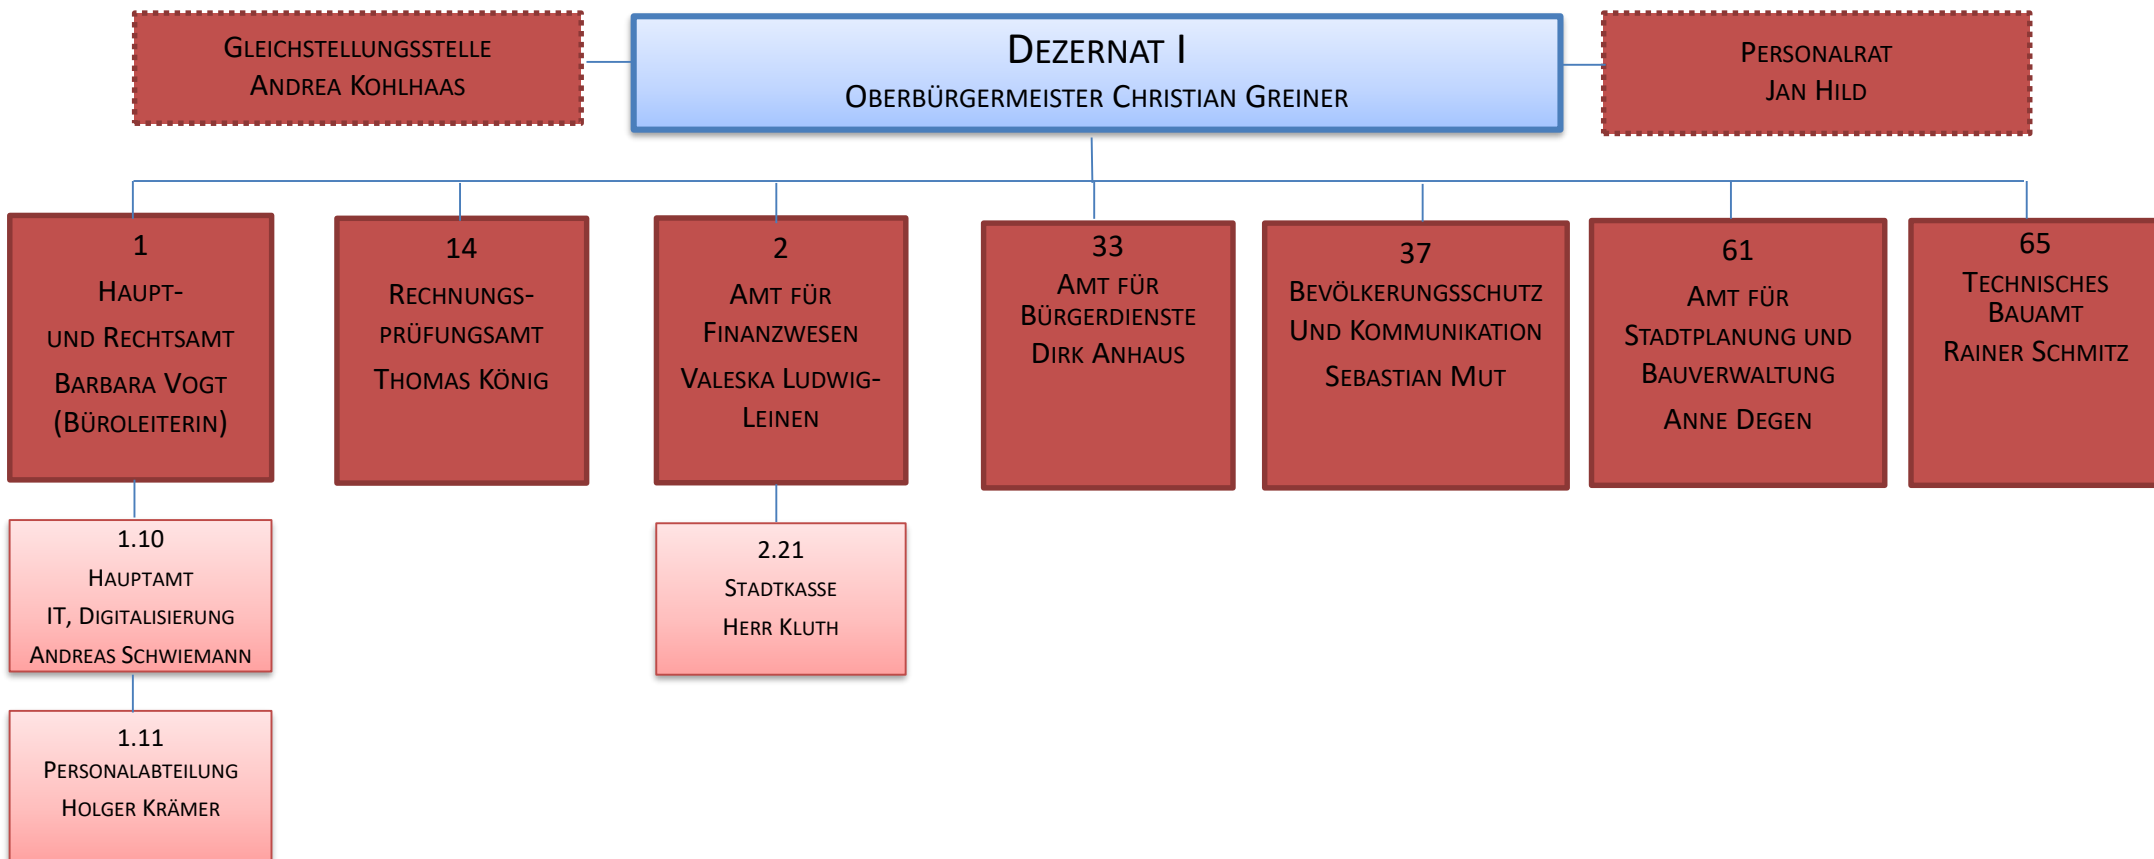 Gleichstellungsstelle
Andrea Kohlhaas
Dezernat I
Oberbürgermeister Christian Greiner
Personalrat
Jan Hild
1
Haupt-
und Rechtsamt
Barbara Vogt
(Büroleiterin)
14
Rechnungs-
prüfungsamt
Thomas König
2
Amt für
Finanzwesen
Valeska Ludwig-
Leinen
33
Amt für
Bürgerdienste
Dirk Anhaus
37
Bevölkerungsschutz
Und Kommunikation
Sebastian Mut
61
Amt für
Stadtplanung und
Bauverwaltung
Anne Degen
65
Technisches
Bauamt
Rainer Schmitz
1.10
Hauptamt
IT, Digitalisierung
Andreas Schwiemann
2.21
Stadtkasse
Herr Kluth
1.11
Personalabteilung
Holger Krämer